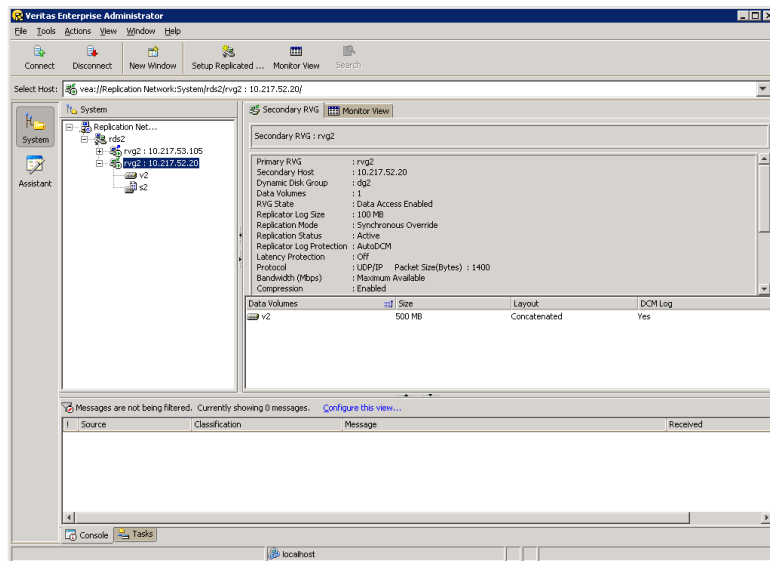 Veritas Enterprise Administrator
File Tools Actions View Window Help
Connect Disconnect New Window Setup Replicated ... Monitor View Search
Select Host: vea://Replication Network:System/rds2/rvg2 : 10.217.52.20/
System
Assistant
System
Replication Net...
rds2
rvg2 : 10.217.53.105
rvg2 : 10.217.52.20
v2
s2
Secondary RVG Monitor View
Secondary RVG : rvg2
Primary RVG : rvg2
Secondary Host : 10.217.52.20
Dynamic Disk Group : dg2
Data Volumes : 1
RVG State : Data Access Enabled
Replicator Log Size : 100 MB
Replication Mode : Synchronous Override
Replication Status : Active
Replicator Log Protection : AutoDCM
Latency Protection : Off
Protocol : UDP/IP Packet Size(Bytes) : 1400
Bandwidth (Mbps) : Maximum Available
Compression : Enabled
Data Volumes Size Layout DCM Log
v2 500 MB Concatenated Yes
Messages are not being filtered. Currently showing 0 messages. Configure this view...
! Source Classification Message Received
Console Tasks
localhost